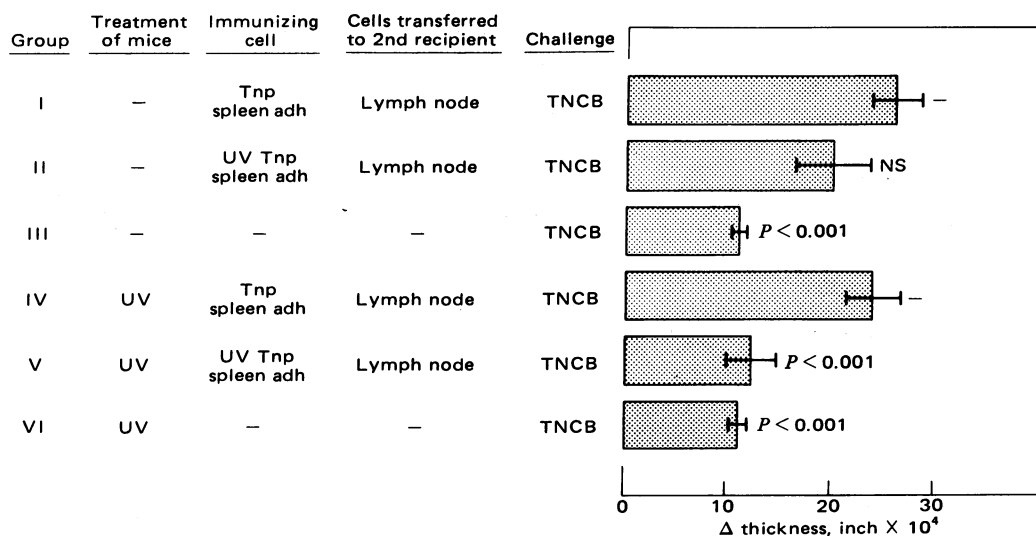 Group Treatment of mice Immunizing cell Cells transferred to 2nd recipient Challenge
I – Tnp spleen adh Lymph node TNCB –
II – UV Tnp spleen adh Lymph node TNCB NS
III – – – TNCB P < 0.001
IV UV Tnp spleen adh Lymph node TNCB –
V UV UV Tnp spleen adh Lymph node TNCB P < 0.001
VI UV – – TNCB P < 0.001
0 10 20 30
Δ thickness, inch × 10⁴